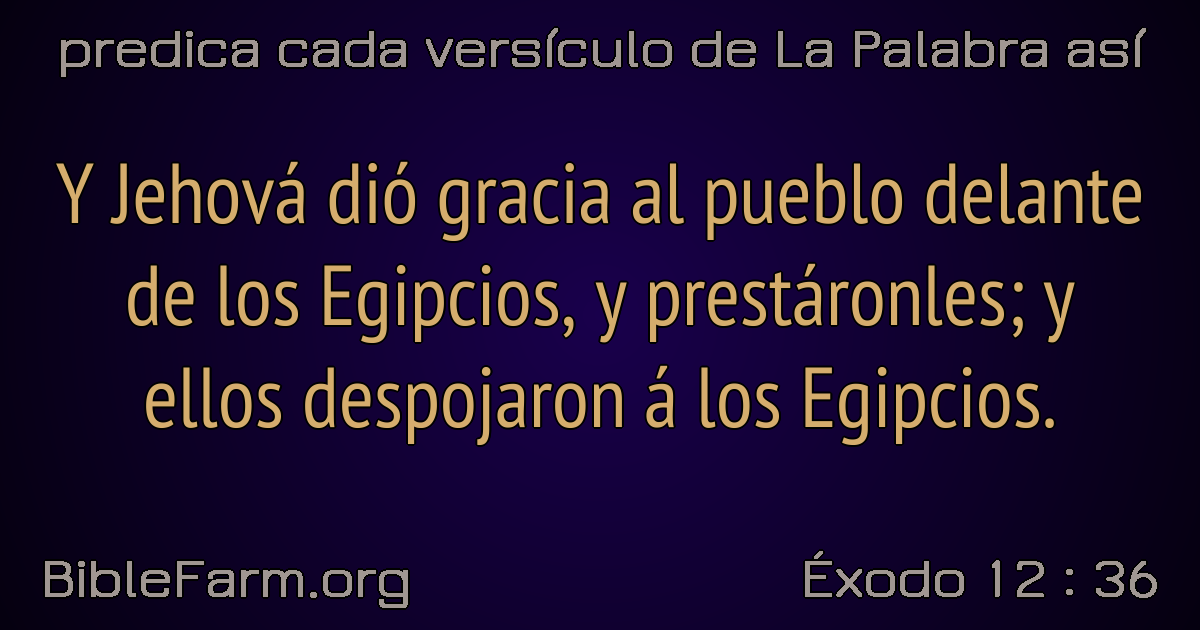 predica cada versículo de La Palabra así
Y Jehová dió gracia al pueblo delante
de los Egipcios, y prestáronles; y
ellos despojaron á los Egipcios.
BibleFarm.org
Éxodo 12 : 36